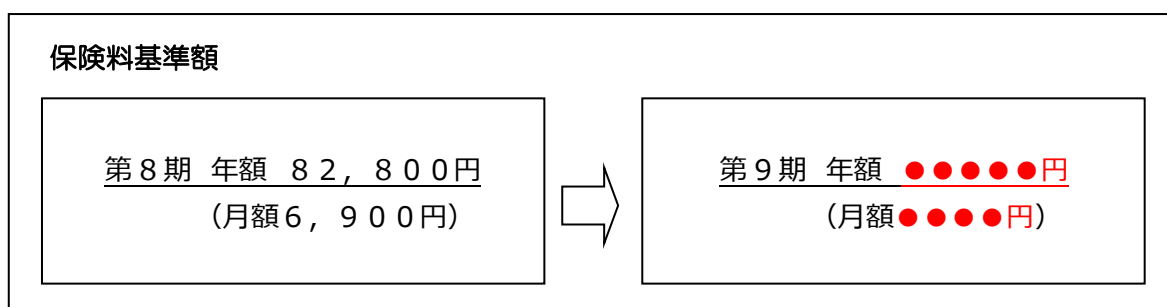 保険料基準額
第８期 年額 ８２，８００円
（月額６，９００円）
第９期 年額 ●●●●●円
（月額●●●●円）